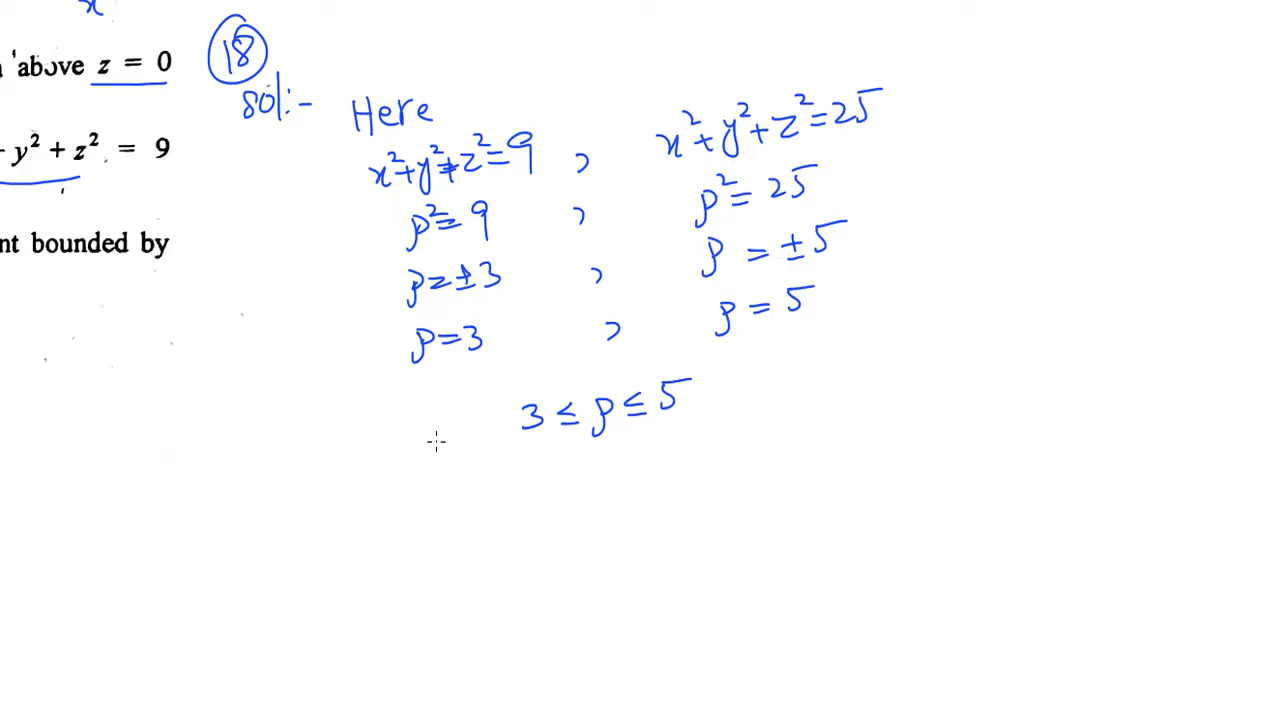 x
above z = 0
y² + z² = 9
bounded by
18
Sol:- Here
x²+y²+z²=9 , x²+y²+z²=25
ρ²=9 , ρ²=25
ρ=±3 , ρ=±5
ρ=3 , ρ=5
3≤ρ≤5